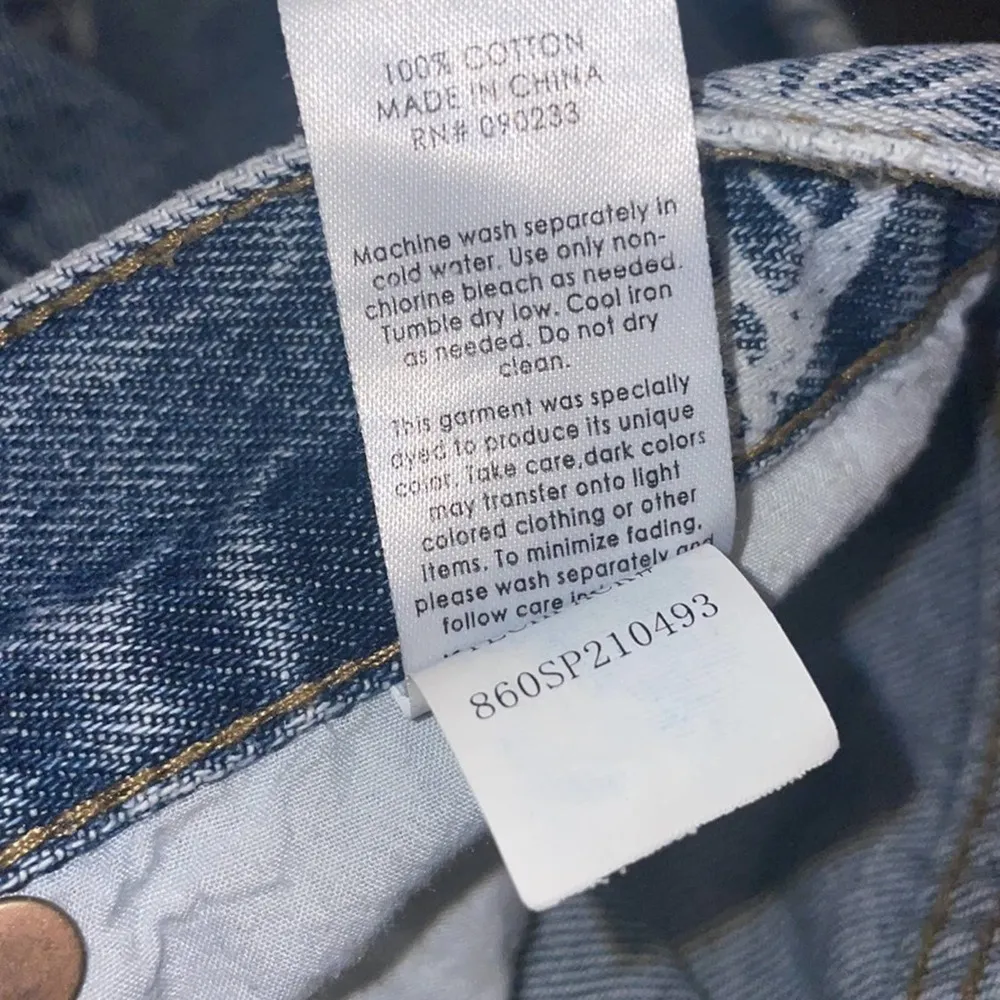 100% COTTON
MADE IN CHINA
RN# 090233
Machine wash separately in
cold water. Use only non-
chlorine bleach as needed.
Tumble dry low. Cool iron
as needed. Do not dry
clean.
This garment was specially
dyed to produce its unique
color. Take care,dark colors
may transfer onto light
colored clothing or other
items. To minimize fading,
please wash separately and
follow care
860SP210493